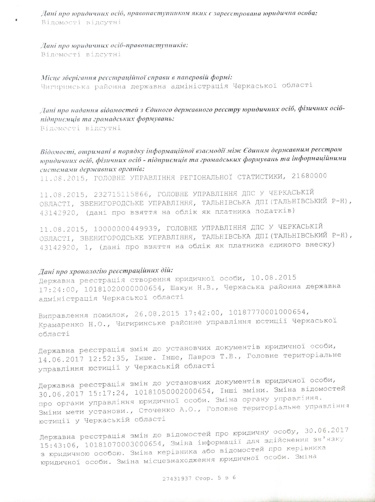 Дані про юридичних осіб, правонаступником яких є зареєстрована юридична особа:
Відомості відсутні
Дані про юридичних осіб-правонаступників:
Відомості відсутні
Місце зберігання реєстраційної справи в паперовій формі:
Чигиринська районна державна адміністрація Черкаської області
Дані про надання відомостей з Єдиного державного реєстру юридичних осіб, фізичних осіб-
підприємців та громадських формувань:
Відомості відсутні
Відомості, отримані в порядку інформаційної взаємодії між Єдиним державним реєстром
юридичних осіб, фізичних осіб - підприємців та громадських формувань та інформаційними
системами державних органів:
11.08.2015, ГОЛОВНЕ УПРАВЛІННЯ РЕГІОНАЛЬНОЇ СТАТИСТИКИ, 21680000
11.08.2015, 232715115866, ГОЛОВНЕ УПРАВЛІННЯ ДПС У ЧЕРКАСЬКІЙ
ОБЛАСТІ, ЗВЕНИГОРОДСЬКЕ УПРАВЛІННЯ, ТАЛЬНІВСЬКА ДПІ (ТАЛЬНІВСЬКИЙ Р-Н),
43142920, (дані про взяття на облік як платника податків)
11.08.2015, 10000000449939, ГОЛОВНЕ УПРАВЛІННЯ ДПС У ЧЕРКАСЬКІЙ
ОБЛАСТІ, ЗВЕНИГОРОДСЬКЕ УПРАВЛІННЯ, ТАЛЬНІВСЬКА ДПІ (ТАЛЬНІВСЬКИЙ Р-Н),
43142920, 1, (дані про взяття на облік як платника єдиного внеску)
Дані про хронологію реєстраційних дій:
Державна реєстрація створення юридичної особи, 10.08.2015
17:24:00, 10181020000000654, Н.В., Черкаська районна державна
адміністрація Черкаської області
Виправлення помилок, 26.08.2015 17:42:00, 10187770001000654,
Крамаренко Н.О., Чигиринське районне управління юстиції Черкаської
області
Державна реєстрація змін до установчих документів юридичної особи,
14.06.2017 12:52:35, Інше. Інше, Павров Т.В., Головне територіальне
управління юстиції у Черкаській області
Державна реєстрація змін до установчих документів юридичної особи,
30.06.2017 15:17:24, 10181050002000654, Інші зміни. Зміна відомостей
про органи управління юридичної особи. Зміна органу управління.
Зміни мети установи., Сточенко А.О., Головне територіальне управління
юстиції у Черкаській області
Державна реєстрація змін до відомостей про юридичну особу, 30.06.2017
15:43:06, 10181070003000654, Зміна інформації для здійснення зв'язку
з юридичною особою. Зміна керівника або відомостей про керівника
юридичної особи. Зміна місцезнаходження юридичної особи. Зміна
27431937 Стор. 5 з 6